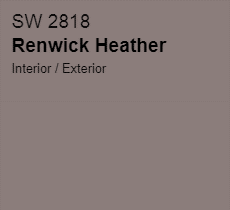 SW 2818
Renwick Heather
Interior / Exterior